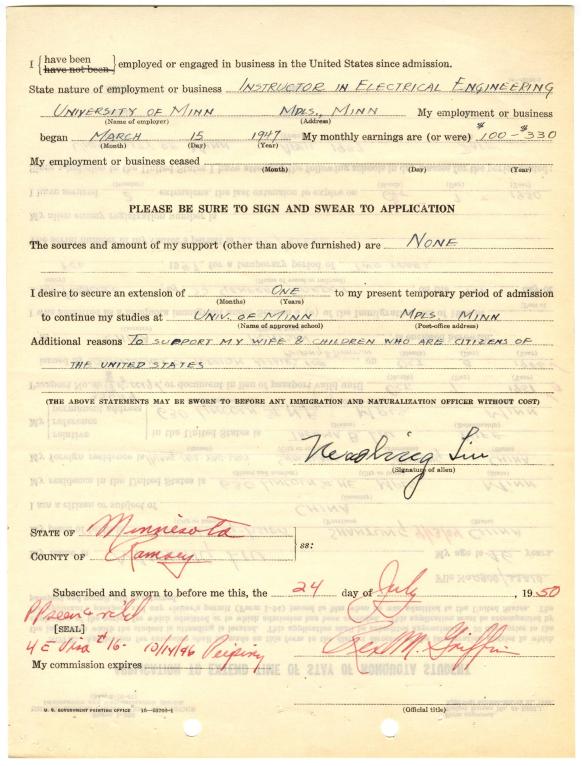 I { have been
have not been } employed or engaged in business in the United States since admission.
State nature of employment or business INSTRUCTOR IN ELECTRICAL ENGINEERING
UNIVERSITY OF MINN MPLS., MINN My employment or business
(Name of employer) (Address)
began MARCH 15 1947 My monthly earnings are (or were) $100 - $330
(Month) (Day) (Year)
My employment or business ceased
(Month) (Day) (Year)
PLEASE BE SURE TO SIGN AND SWEAR TO APPLICATION
The sources and amount of my support (other than above furnished) are NONE
I desire to secure an extension of ONE to my present temporary period of admission
(Months) (Years)
to continue my studies at UNIV. OF MINN MPLS, MINN
(Name of approved school) (Post-office address)
Additional reasons TO SUPPORT MY WIFE & CHILDREN WHO ARE CITIZENS OF
THE UNITED STATES
(THE ABOVE STATEMENTS MAY BE SWORN TO BEFORE ANY IMMIGRATION AND NATURALIZATION OFFICER WITHOUT COST)
Liu
(Signature of alien)
STATE OF Minnesota
COUNTY OF Ramsey } ss:
Subscribed and sworn to before me this, the 24 day of July, 1950
PP seen & ret'd
[SEAL]
4 E Visa #16- 10/14/46 Peiping
Rex M Griffin
My commission expires
(Official title)
U. S. GOVERNMENT PRINTING OFFICE 16-53760-1